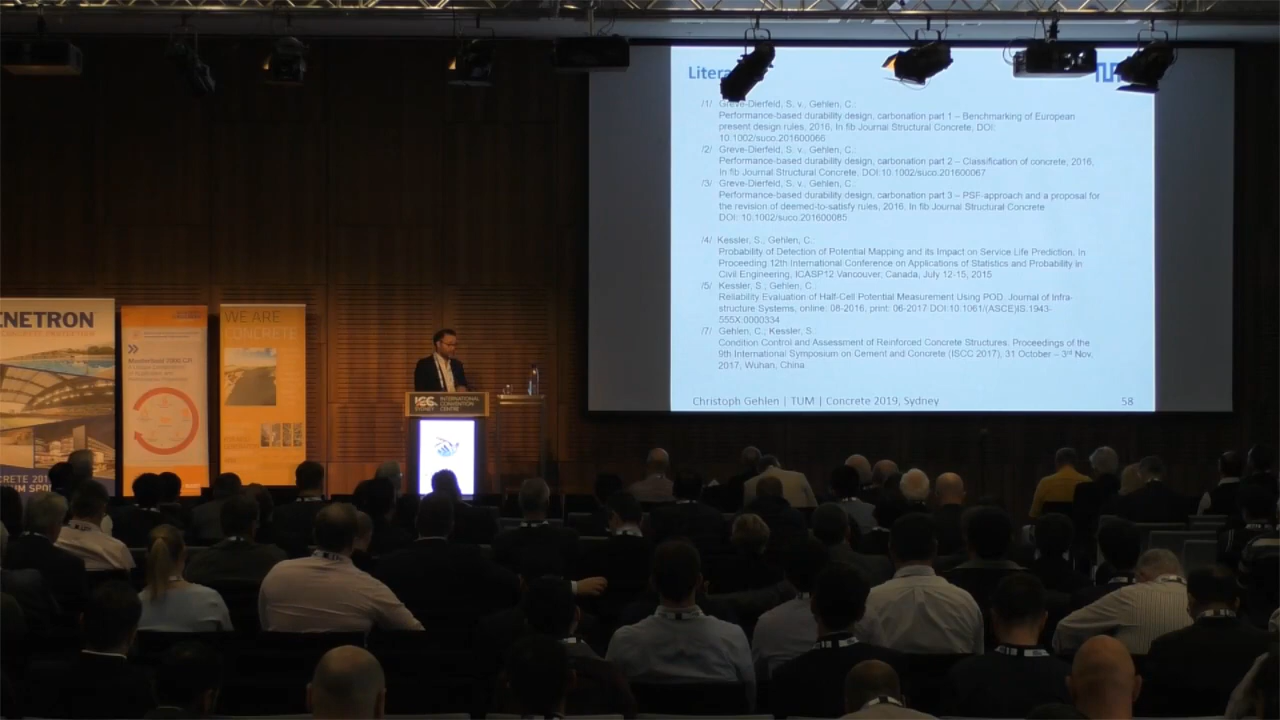 Litera
/1/ Greve-Dierfeld, S. v., Gehlen, C.:
Performance-based durability design, carbonation part 1 – Benchmarking of European
present design rules, 2016, In fib Journal Structural Concrete, DOI:
10.1002/suco.201600066
/2/ Greve-Dierfeld, S. v., Gehlen, C.:
Performance-based durability design, carbonation part 2 – Classification of concrete, 2016,
In fib Journal Structural Concrete. DOI:10.1002/suco.201600067
/3/ Greve-Dierfeld, S. v., Gehlen, C.:
Performance-based durability design, carbonation part 3 – PSF-approach and a proposal for
the revision of deemed-to-satisfy rules, 2016, In fib Journal Structural Concrete
DOI: 10.1002/suco.201600085
/4/ Kessler, S.; Gehlen, C.:
Probability of Detection of Potential Mapping and its Impact on Service Life Prediction. In
Proceeding 12th International Conference on Applications of Statistics and Probability in
Civil Engineering, ICASP12 Vancouver, Canada, July 12-15, 2015
/5/ Kessler, S.; Gehlen, C.
Reliability Evaluation of Half-Cell Potential Measurement Using POD. Journal of Infra-
structure Systems, online: 08-2016, print: 06-2017 DOI:10.1061/(ASCE)IS.1943-
555X.0000334
/7/ Gehlen, C.; Kessler, S.
Condition Control and Assessment of Reinforced Concrete Structures. Proceedings of the
9th International Symposium on Cement and Concrete (ISCC 2017), 31 October – 3rd Nov.
2017, Wuhan, China
Christoph Gehlen | TUM | Concrete 2019, Sydney
58
ENETRON
WE ARE
CONCRETE
ICC
SYDNEY
INTERNATIONAL
CONVENTION
CENTRE